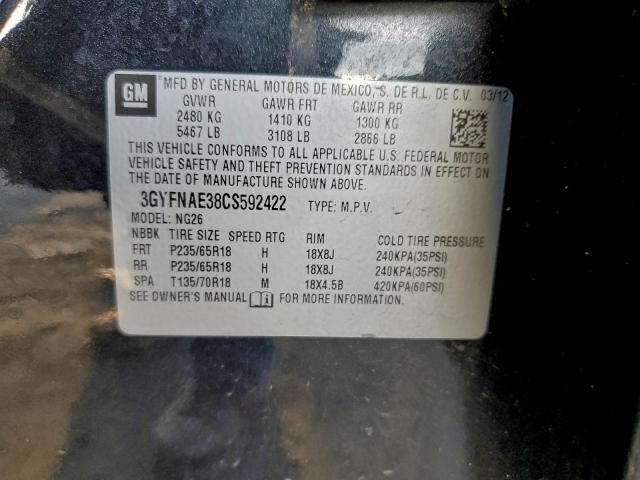 GM MFD BY GENERAL MOTORS DE MEXICO, S. DE R.L. DE C.V. 03/12
GVWR GAWR FRT GAWR RR
2480 KG 1410 KG 1300 KG
5467 LB 3108 LB 2866 LB
THIS VEHICLE CONFORMS TO ALL APPLICABLE U.S. FEDERAL MOTOR
VEHICLE SAFETY AND THEFT PREVENTION STANDARDS IN EFFECT ON
THE DATE OF MANUFACTURE SHOWN ABOVE.
3GYFNAE38CS592422 TYPE: M.P.V.
MODEL: NG26
NBBK TIRE SIZE SPEED RTG RIM COLD TIRE PRESSURE
FRT P235/65R18 H 18X8J 240KPA(35PSI)
RR P235/65R18 H 18X8J 240KPA(35PSI)
SPA T135/70R18 M 18X4.5B 420KPA(60PSI)
SEE OWNER'S MANUAL FOR MORE INFORMATION.